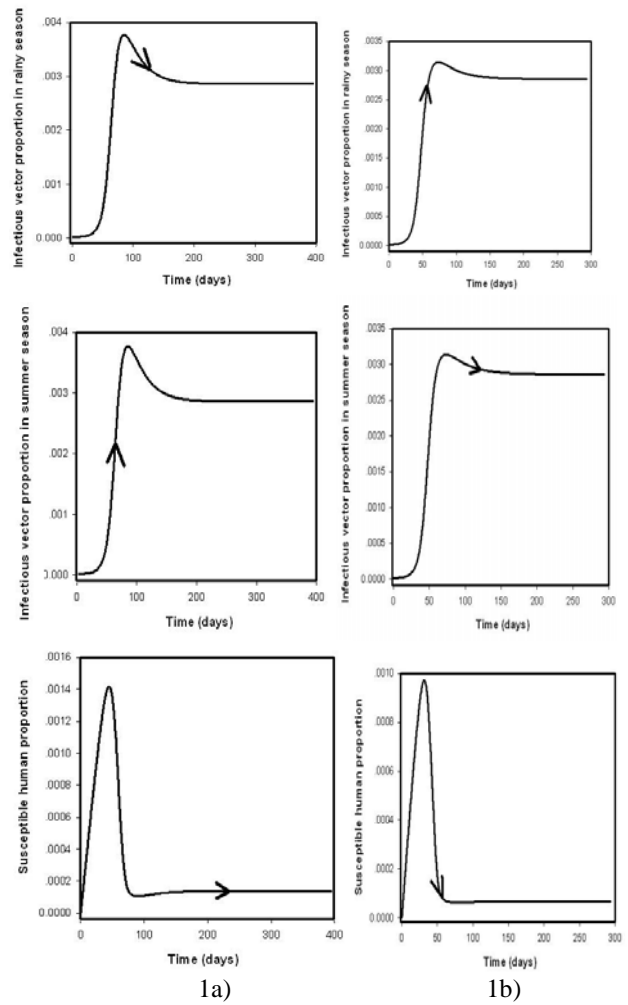 Infectious vector proportion in rainy season
.004
.003
.002
.001
0.000
0 100 200 300 400
Time (days)
Infectious vector proportion in rainy season
.0035
.0030
.0025
.0020
.0015
.0010
.0005
0.0000
0 50 100 150 200 250 300
Time (days)
Infectious vector proportion in summer season
.004
.003
.002
.001
0.000
0 100 200 300 400
Time (days)
Infectious vector proportion in summer season
.0035
.0030
.0025
.0020
.0015
.0010
.0005
0.0000
0 50 100 150 200 250 300
Time (days)
Susceptible human proportion
.0016
.0014
.0012
.0010
.0008
.0006
.0004
.0002
0.0000
0 100 200 300 400
Time (days)
Susceptible human proportion
.0010
.0008
.0006
.0004
.0002
0.0000
0 50 100 150 200 250 300
Time (days)
1a) 1b)